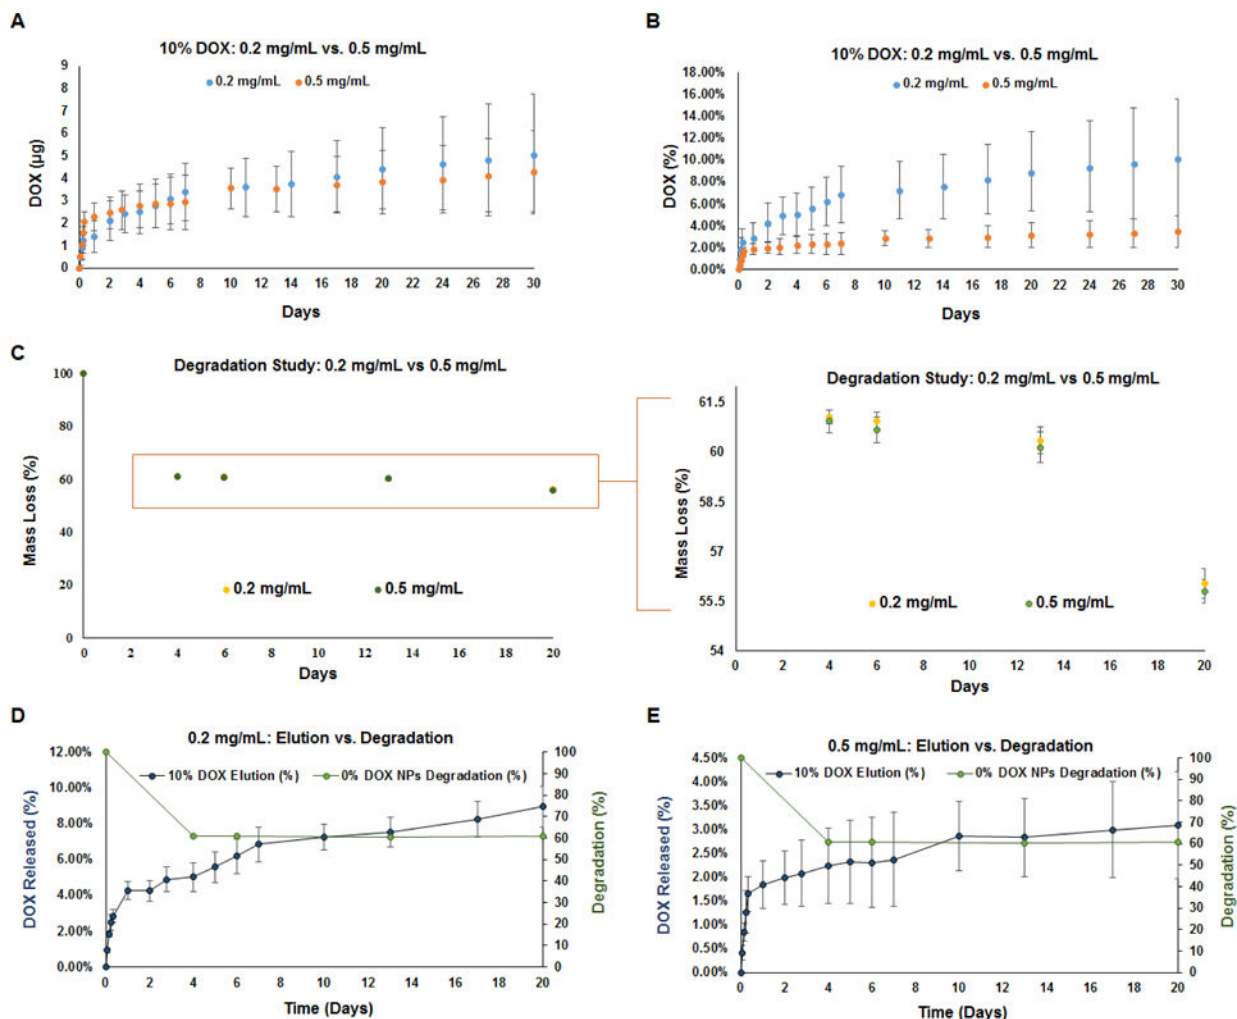 A
10% DOX: 0.2 mg/mL vs. 0.5 mg/mL
0.2 mg/mL 0.5 mg/mL
DOX (µg)
9
8
7
6
5
4
3
2
1
0
0 2 4 6 8 10 12 14 16 18 20 22 24 26 28 30
Days
B
10% DOX: 0.2 mg/mL vs. 0.5 mg/mL
0.2 mg/mL 0.5 mg/mL
DOX (%)
18.00%
16.00%
14.00%
12.00%
10.00%
8.00%
6.00%
4.00%
2.00%
0.00%
0 2 4 6 8 10 12 14 16 18 20 22 24 26 28 30
Days
C
Degradation Study: 0.2 mg/mL vs 0.5 mg/mL
Mass Loss (%)
100
80
60
40
20
0
0.2 mg/mL 0.5 mg/mL
0 2 4 6 8 10 12 14 16 18 20
Days
Degradation Study: 0.2 mg/mL vs 0.5 mg/mL
Mass Loss (%)
61.5
60
58.5
57
55.5
54
0.2 mg/mL 0.5 mg/mL
0 2 4 6 8 10 12 14 16 18 20
Days
D
0.2 mg/mL: Elution vs. Degradation
10% DOX Elution (%) 0% DOX NPs Degradation (%)
DOX Released (%)
12.00%
10.00%
8.00%
6.00%
4.00%
2.00%
0.00%
100
90
80
70
60
50
40
30
20
10
0
Degradation (%)
0 2 4 6 8 10 12 14 16 18 20
Time (Days)
E
0.5 mg/mL: Elution vs. Degradation
10% DOX Elution (%) 0% DOX NPs Degradation (%)
DOX Released (%)
4.50%
4.00%
3.50%
3.00%
2.50%
2.00%
1.50%
1.00%
0.50%
0.00%
100
90
80
70
60
50
40
30
20
10
0
Degradation (%)
0 2 4 6 8 10 12 14 16 18 20
Time (Days)